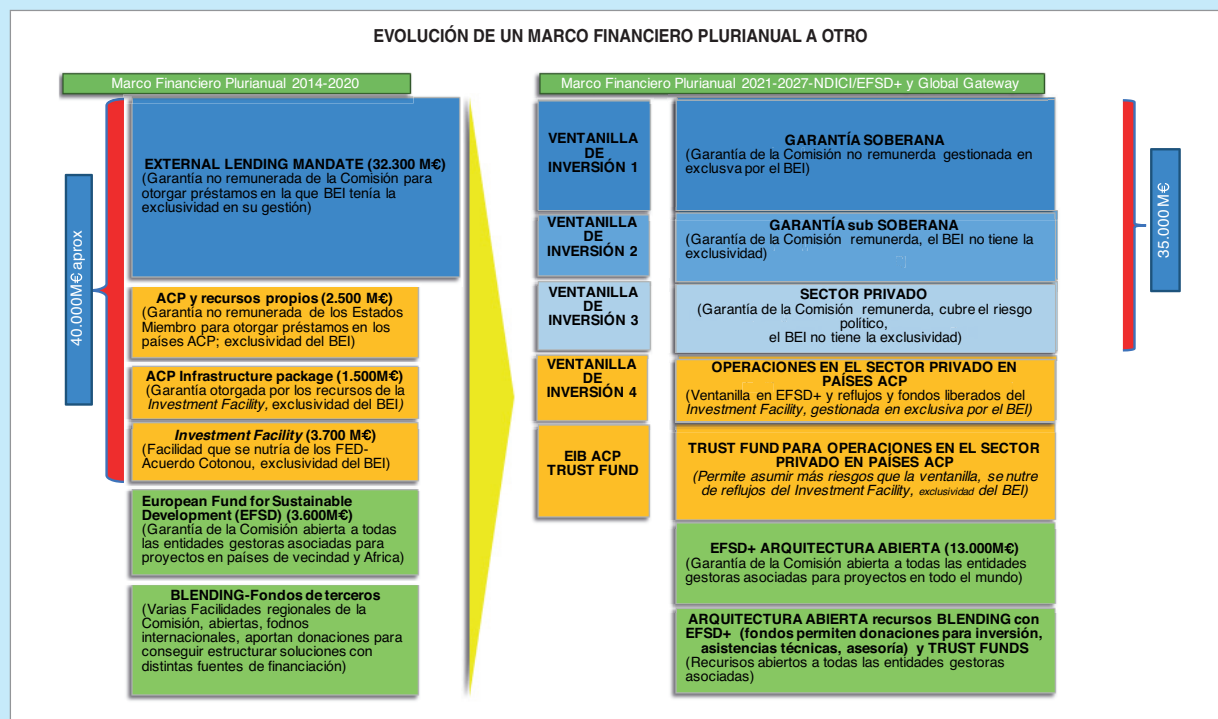 EVOLUCIÓN DE UN MARCO FINANCIERO PLURIANUAL A OTRO
Marco Financiero Plurianual 2014-2020
40.000M€ aprox
EXTERNAL LENDING MANDATE (32.300 M€)
(Garantía no remunerada de la Comisión para
otorgar préstamos en la que BEI tenía la
exclusividad en su gestión)
ACP y recursos propios (2.500 M€)
(Garantía no remunerada de los Estados
Miembro para otorgar préstamos en los
países ACP; exclusividad del BEI)
ACP Infrastructure package (1.500M€)
(Garantía otorgada por los recursos de la
Investment Facility, exclusividad del BEI)
Investment Facility (3.700 M€)
(Facilidad que se nutría de los FED-
Acuerdo Cotonou, exclusividad del BEI)
European Fund for Sustainable
Development (EFSD) (3.600M€)
(Garantía de la Comisión abierta a todas
las entidades gestoras asociadas para
proyectos en países de vecindad y Africa)
BLENDING-Fondos de terceros
(Varias Facilidades regionales de la
Comisión, abiertas, fodnos
internacionales, aportan donaciones para
conseguir estructurar soluciones con
distintas fuentes de financiación)
Marco Financiero Plurianual 2021-2027-NDICI/EFSD+ y Global Gateway
VENTANILLA
DE
INVERSIÓN 1
GARANTÍA SOBERANA
(Garantía de la Comisión no remunerda gestionada en
exclusva por el BEI)
VENTANILLA
DE
INVERSIÓN 2
GARANTÍA sub SOBERANA
(Garantía de la Comisión remunerda, el BEI no tiene la
exclusividad)
VENTANILLA
DE
INVERSIÓN 3
SECTOR PRIVADO
(Garantía de la Comisión remunerda, cubre el riesgo
político,
el BEI no tiene la exclusividad)
35.000M€
VENTANILLA
DE
INVERSIÓN 4
OPERACIONES EN EL SECTOR PRIVADO EN
PAÍSES ACP
(Ventanilla en EFSD+ y reflujos y fondos liberados del
Investment Facility, gestionada en exclusiva por el BEI)
EIB ACP
TRUST FUND
TRUST FUND PARA OPERACIONES EN EL SECTOR
PRIVADO EN PAÍSES ACP
(Permite asumir más riesgos que la ventanilla, se nutre
de reflujos del Investment Facility, exclusividad del BEI)
EFSD+ ARQUITECTURA ABIERTA (13.000M€)
(Garantía de la Comisión abierta a todas las entidades
gestoras asociadas para proyectos en todo el mundo)
ARQUITECTURA ABIERTA recursos BLENDING con
EFSD+ (fondos permiten donaciones para inversión,
asistencias técnicas, asesoría) y TRUST FUNDS
(Recurisos abiertos a todas las entidades gestoras
asociadas)